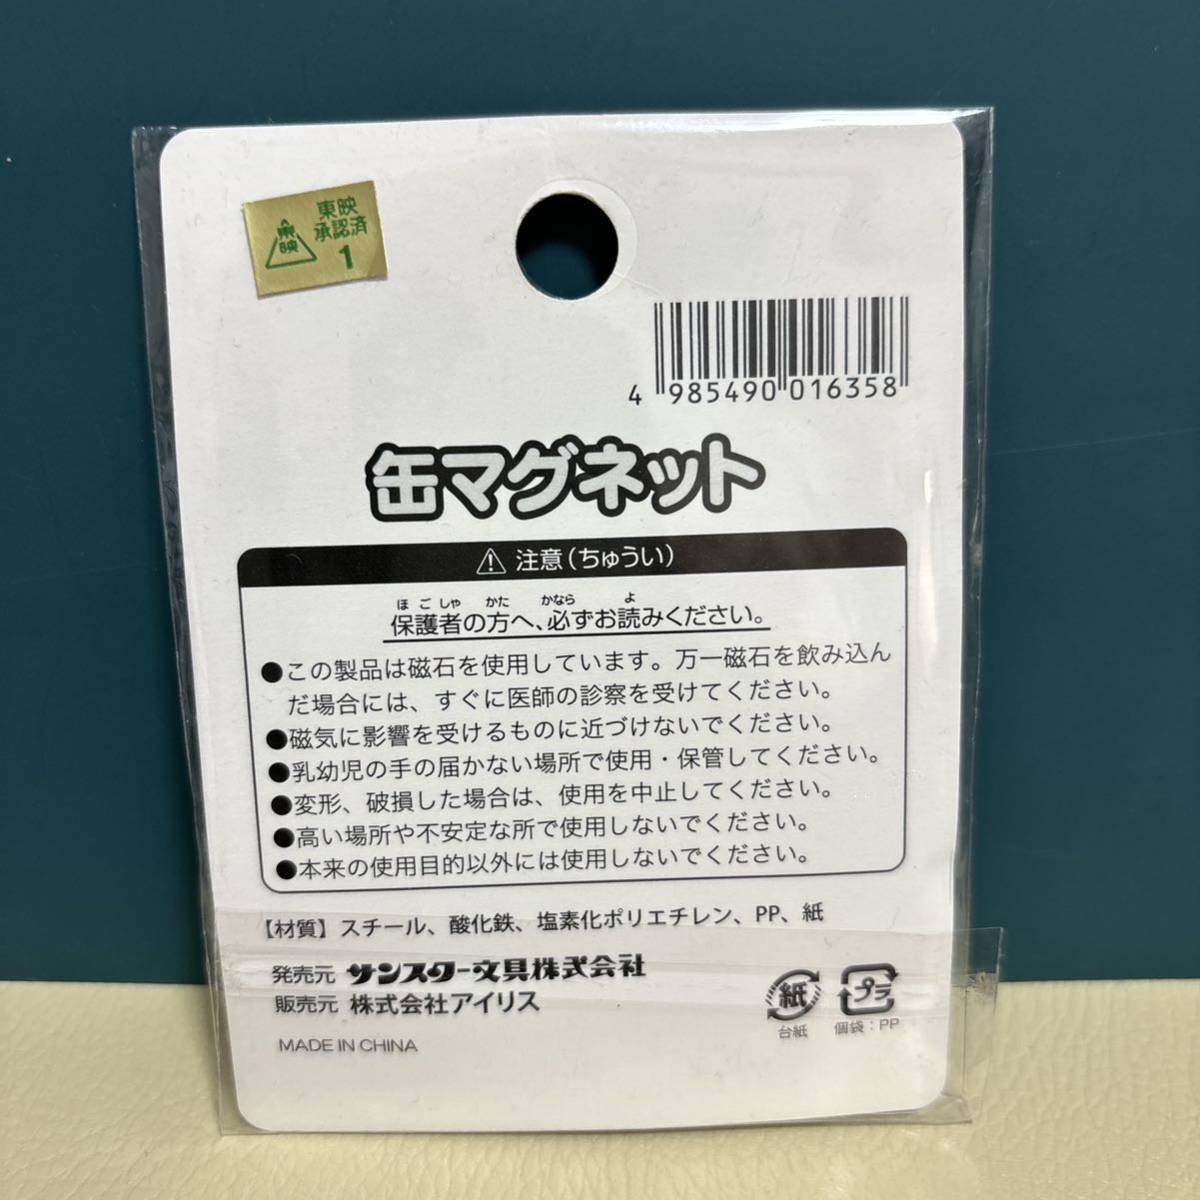 東映
承認済
1
東映
4 985490 016358
缶マグネット
注意(ちゅうい)
ほごしゃ かた かなら よ
保護者の方へ、必ずお読みください。
●この製品は磁石を使用しています。万一磁石を飲み込ん
だ場合には、すぐに医師の診察を受けてください。
●磁気に影響を受けるものに近づけないでください。
●乳幼児の手の届かない場所で使用・保管してください。
●変形、破損した場合は、使用を中止してください。
●高い場所や不安定な所で使用しないでください。
●本来の使用目的以外には使用しないでください。
【材質】スチール、酸化鉄、塩素化ポリエチレン、PP、紙
発売元 サンスター文具株式会社
販売元 株式会社アイリス
MADE IN CHINA
紙
台紙
プラ
個袋:PP